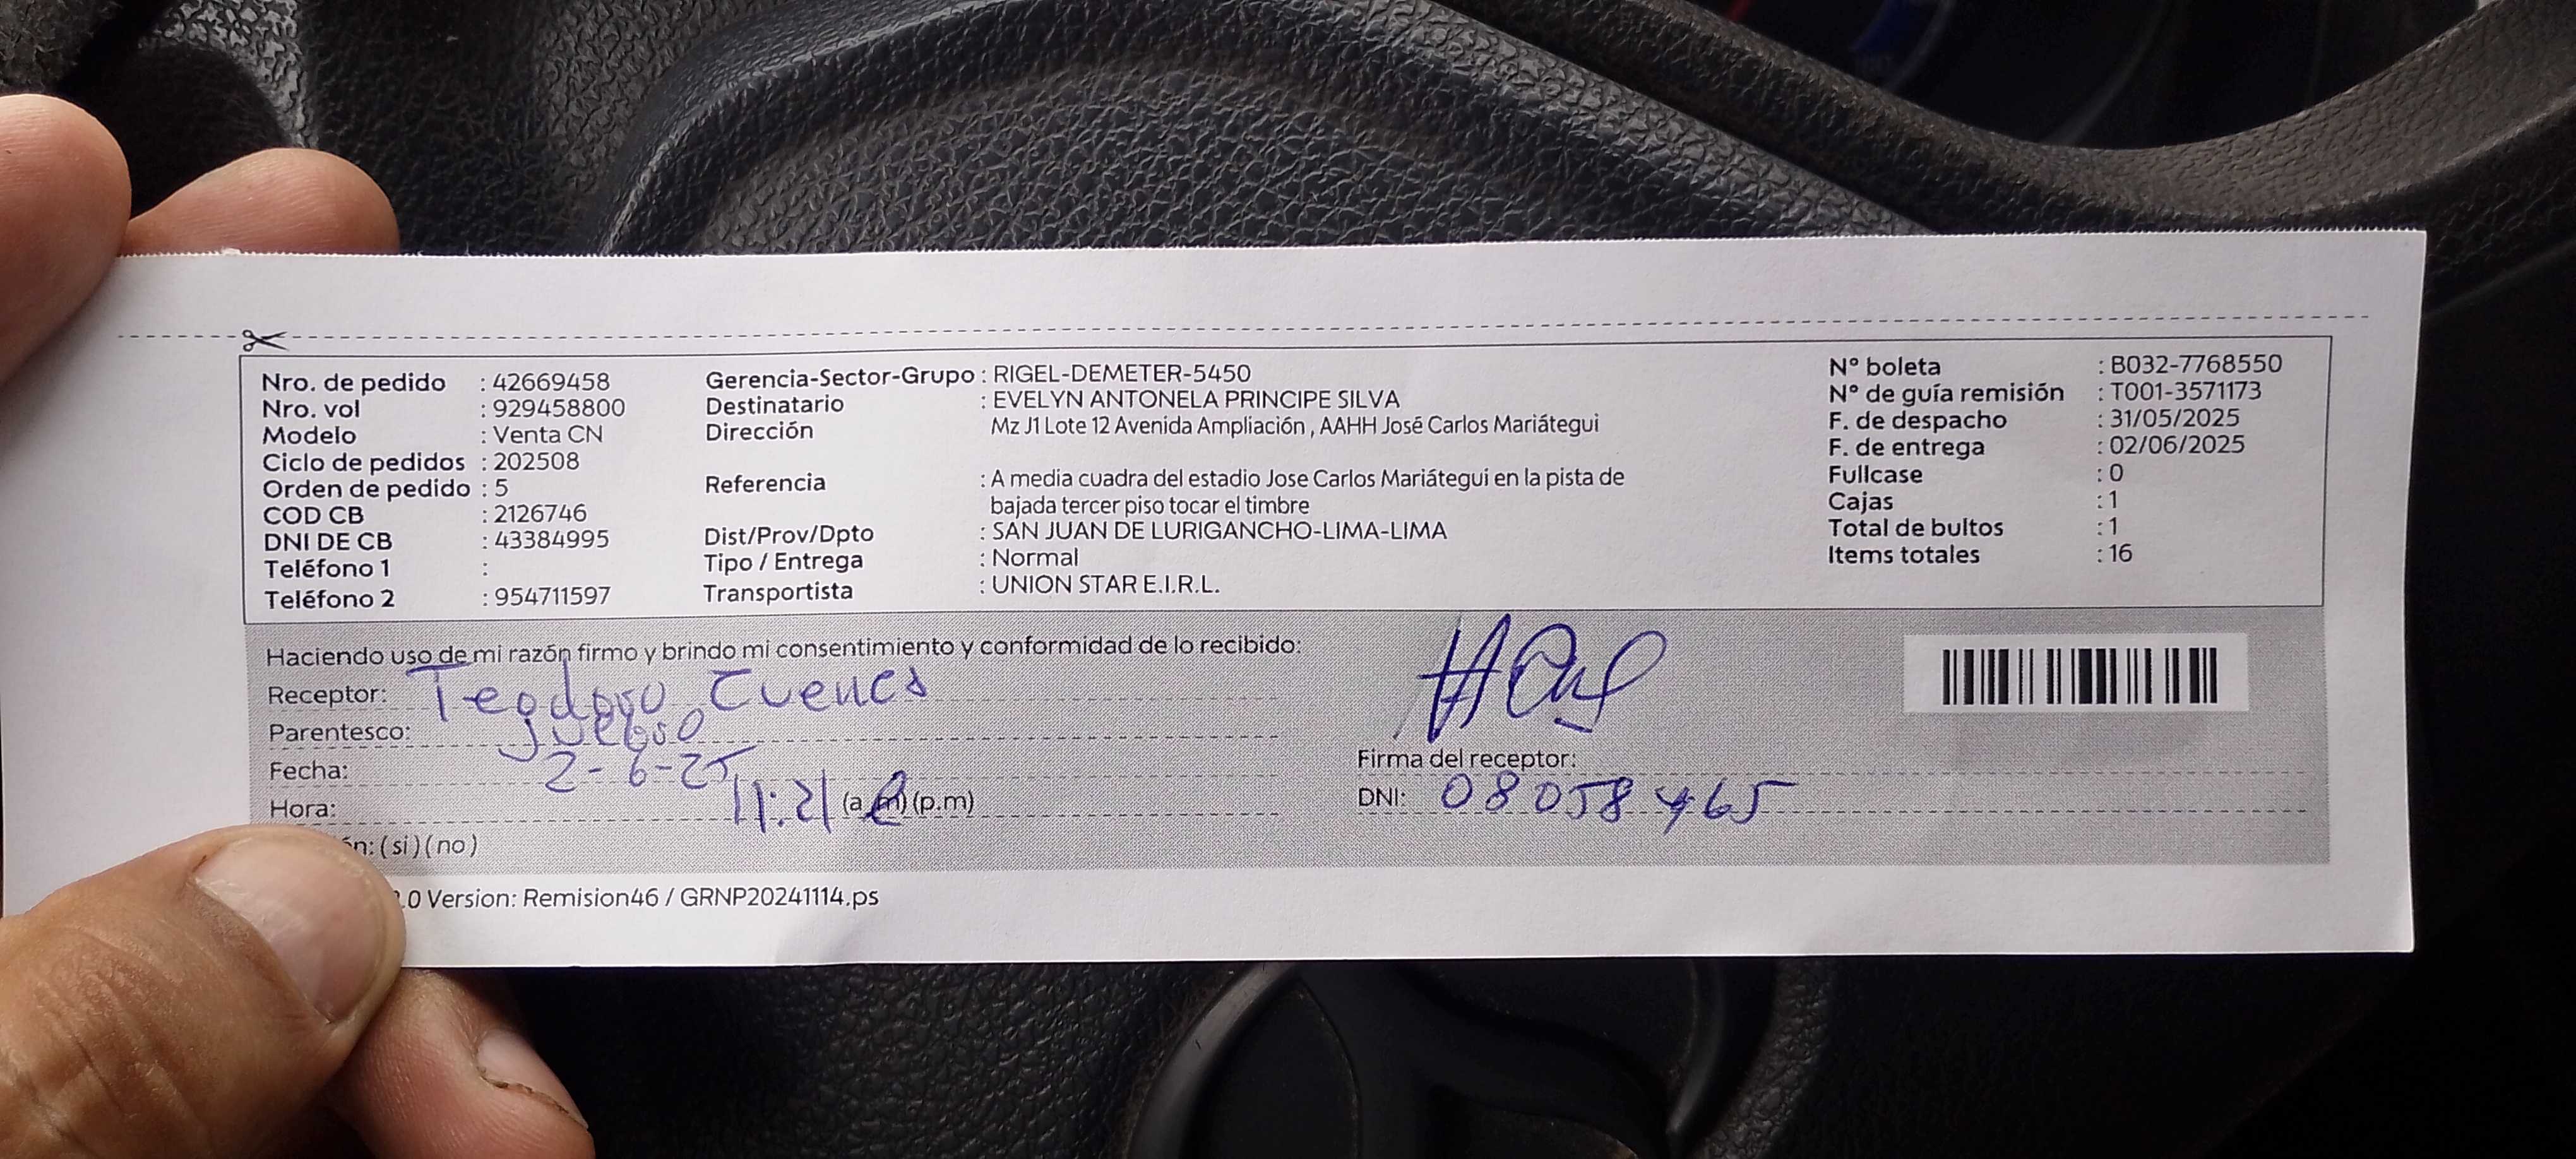 Nro. de pedido : 42669458
Nro. vol : 929458800
Modelo : Venta CN
Ciclo de pedidos : 202508
Orden de pedido : 5
COD CB : 2126746
DNI DE CB : 43384995
Teléfono 1 :
Teléfono 2 : 954711597
Gerencia-Sector-Grupo : RIGEL-DEMETER-5450
Destinatario : EVELYN ANTONELA PRINCIPE SILVA
Dirección Mz J1 Lote 12 Avenida Ampliación , AAHH José Carlos Mariátegui
Referencia : A media cuadra del estadio Jose Carlos Mariátegui en la pista de
bajada tercer piso tocar el timbre
Dist/Prov/Dpto : SAN JUAN DE LURIGANCHO-LIMA-LIMA
Tipo / Entrega : Normal
Transportista : UNION STAR E.I.R.L.
N° boleta : B032-7768550
N° de guía remisión : T001-3571173
F. de despacho : 31/05/2025
F. de entrega : 02/06/2025
Fullcase : 0
Cajas : 1
Total de bultos : 1
Items totales : 16
Haciendo uso de mi razón firmo y brindo mi consentimiento y conformidad de lo recibido:
Receptor: Teodoro Cuenca
Parentesco:
Fecha: 2-6-25
Hora: 11:21 (a.m) (p.m)
(si) (no)
Firma del receptor:
DNI: 08058465
.0 Version: Remision46 / GRNP20241114.ps